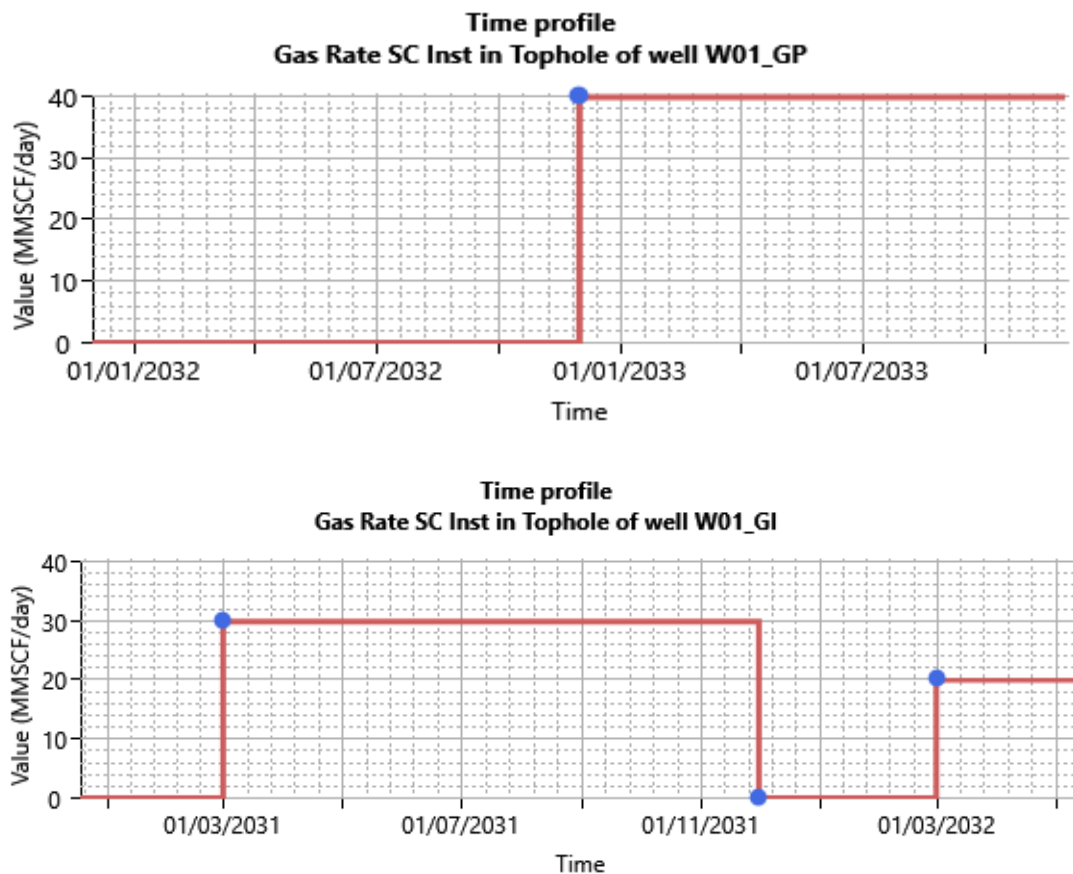 Time profile
Gas Rate SC Inst in Tophole of well W01_GP
Value (MMSCF/day)
40
30
20
10
0
01/01/2032 01/07/2032 01/01/2033 01/07/2033
Time
Time profile
Gas Rate SC Inst in Tophole of well W01_GI
Value (MMSCF/day)
40
30
20
10
0
01/03/2031 01/07/2031 01/11/2031 01/03/2032
Time